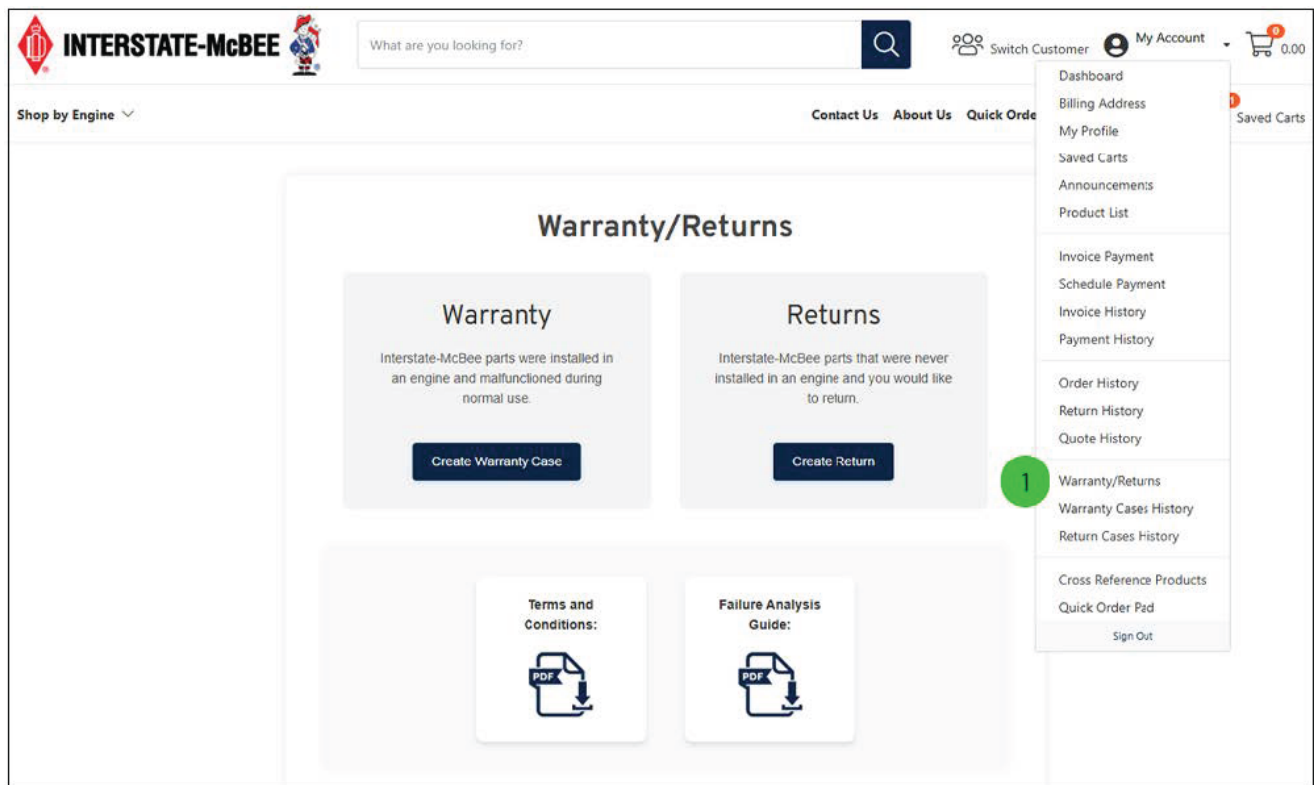 INTERSTATE-McBEE
What are you looking for?
Switch Customer
My Account
0
0.00
Shop by Engine
Contact Us
About Us
Quick Orde
1
Saved Carts
Dashboard
Billing Address
My Profile
Saved Carts
Announcements
Product List
Invoice Payment
Schedule Payment
Invoice History
Payment History
Order History
Return History
Quote History
1
Warranty/Returns
Warranty Cases History
Return Cases History
Cross Reference Products
Quick Order Pad
Sign Out
Warranty/Returns
Warranty
Interstate-McBee parts were installed in
an engine and malfunctioned during
normal use.
Create Warranty Case
Returns
Interstate-McBee parts that were never
installed in an engine and you would like
to return.
Create Return
Terms and
Conditions:
PDF
Failure Analysis
Guide:
PDF